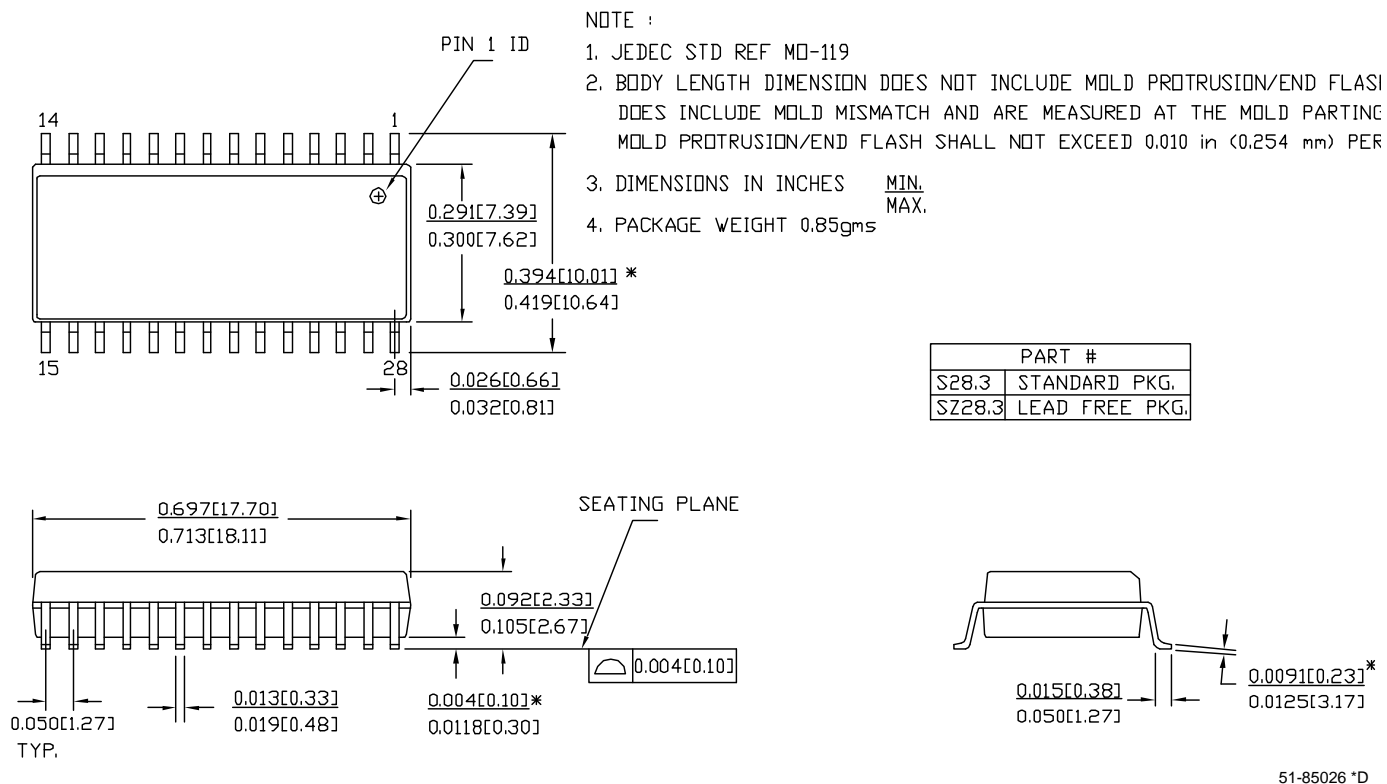 NOTE :
1. JEDEC STD REF MO-119
2. BODY LENGTH DIMENSION DOES NOT INCLUDE MOLD PROTRUSION/END FLASH
DOES INCLUDE MOLD MISMATCH AND ARE MEASURED AT THE MOLD PARTING
MOLD PROTRUSION/END FLASH SHALL NOT EXCEED 0.010 in (0.254 mm) PER
3. DIMENSIONS IN INCHES MIN.
MAX.
4. PACKAGE WEIGHT 0.85gms
PIN 1 ID
14 1
0.291[7.39]
0.300[7.62]
0.394[10.01] *
0.419[10.64]
15 28
0.026[0.66]
0.032[0.81]
PART #
S28.3 STANDARD PKG.
SZ28.3 LEAD FREE PKG.
0.697[17.70]
0.713[18.11]
SEATING PLANE
0.092[2.33]
0.105[2.67]
0.004[0.10]
0.050[1.27]
TYP.
0.013[0.33]
0.019[0.48]
0.004[0.10]*
0.0118[0.30]
0.015[0.38]
0.050[1.27]
0.0091[0.23]*
0.0125[3.17]
51-85026 *D